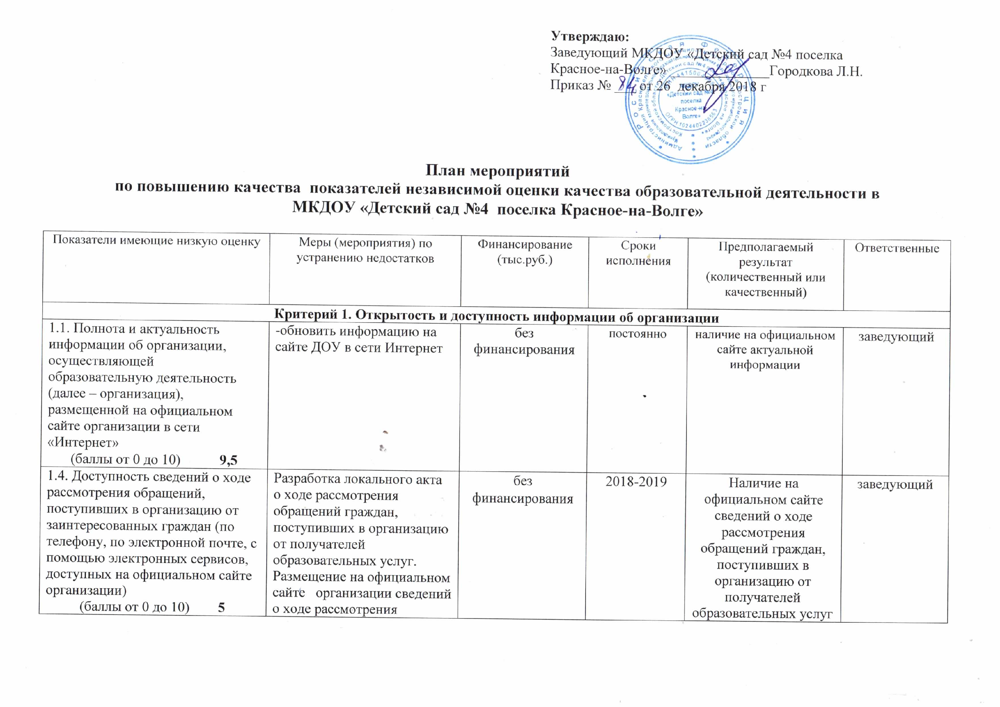 Утверждаю:
Заведующий МКДОУ «Детский сад №4 поселка
Красное-на-Волге» Городкова Л.Н.
Приказ № 84 от 26 декабря 2018 г
«Детский сад №4
поселка
Красное-на-
Волге»
ОГРН 1024402238563
План мероприятий
по повышению качества показателей независимой оценки качества образовательной деятельности в
МКДОУ «Детский сад №4 поселка Красное-на-Волге»
Показатели имеющие низкую оценку
Меры (мероприятия) по
устранению недостатков
Финансирование
(тыс.руб.)
Сроки
исполнения
Предполагаемый
результат
(количественный или
качественный)
Ответственные
Критерий 1. Открытость и доступность информации об организации
1.1. Полнота и актуальность
информации об организации,
осуществляющей
образовательную деятельность
(далее – организация),
размещенной на официальном
сайте организации в сети
«Интернет»
(баллы от 0 до 10) 9,5
-обновить информацию на
сайте ДОУ в сети Интернет
без
финансирования
постоянно
наличие на официальном
сайте актуальной
информации
заведующий
1.4. Доступность сведений о ходе
рассмотрения обращений,
поступивших в организацию от
заинтересованных граждан (по
телефону, по электронной почте, с
помощью электронных сервисов,
доступных на официальном сайте
организации)
(баллы от 0 до 10) 5
Разработка локального акта
о ходе рассмотрения
обращений граждан,
поступивших в организацию
от получателей
образовательных услуг.
Размещение на официальном
сайте организации сведений
о ходе рассмотрения
без
финансирования
2018-2019
Наличие на
официальном сайте
сведений о ходе
рассмотрения
обращений граждан,
поступивших в
организацию от
получателей
образовательных услуг
заведующий